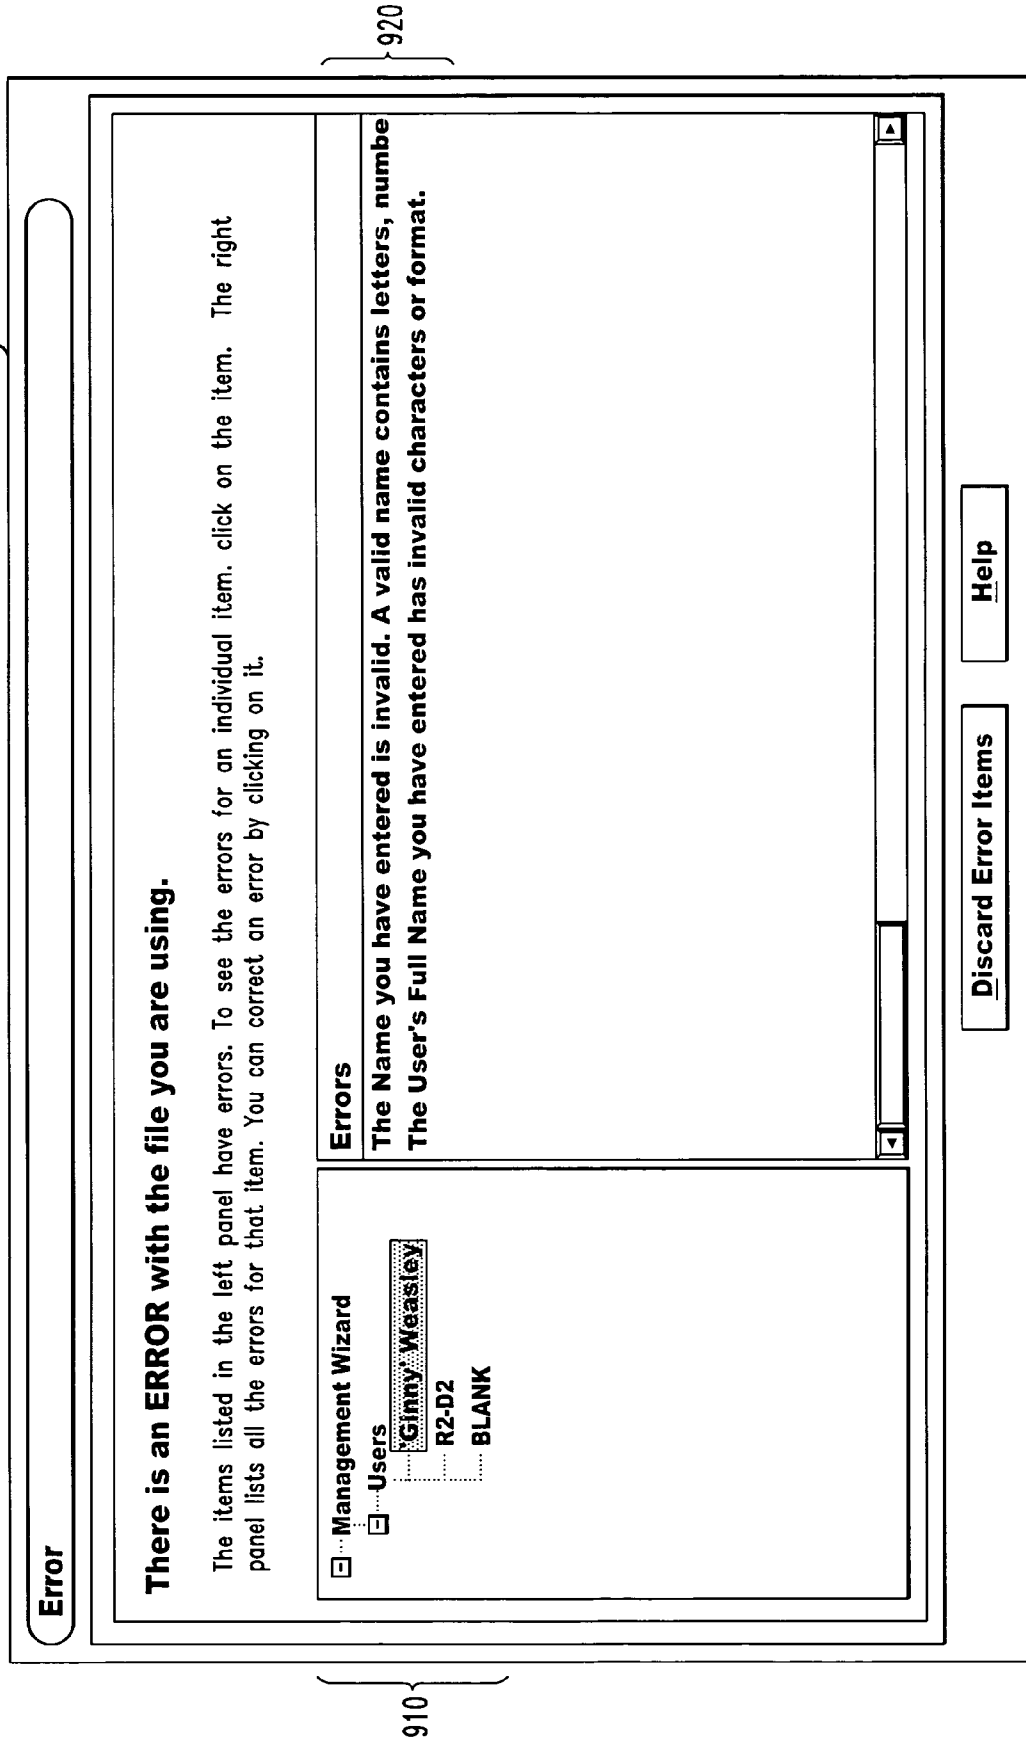 Error
There is an ERROR with the file you are using.
The items listed in the left panel have errors. To see the errors for an individual item. click on the item. The right
panel lists all the errors for that item. You can correct an error by clicking on it.
910
Management Wizard
Users
'Ginny' Weasley
R2-D2
BLANK
Errors
The Name you have entered is invalid. A valid name contains letters, numbe
The User's Full Name you have entered has invalid characters or format.
920
Discard Error Items
Help